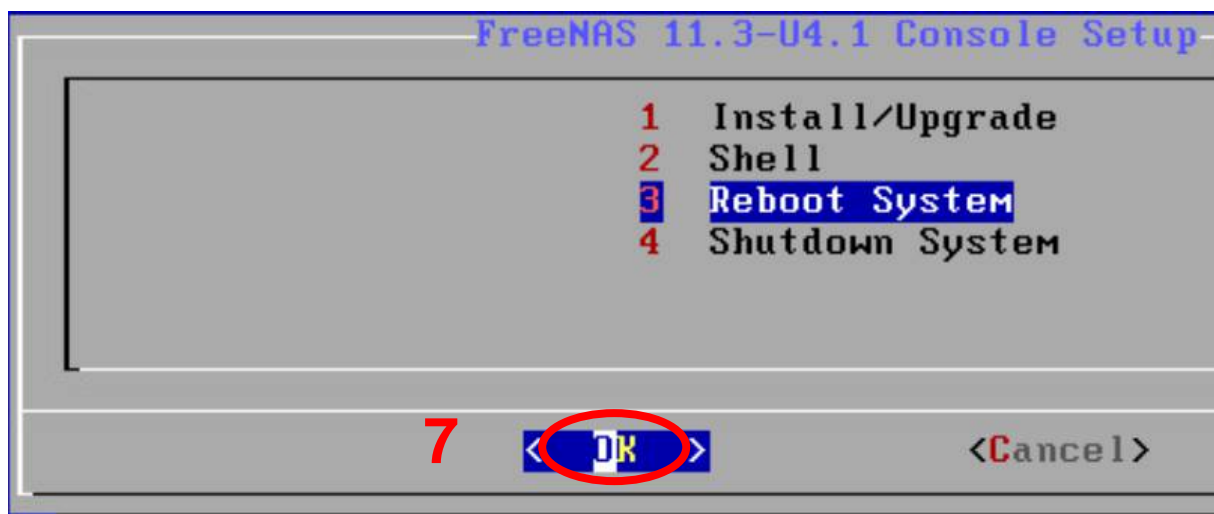 FreeNAS 11.3-U4.1 Console Setup
1 Install/Upgrade
2 Shell
3 Reboot System
4 Shutdown System
7 < OK > <Cancel>